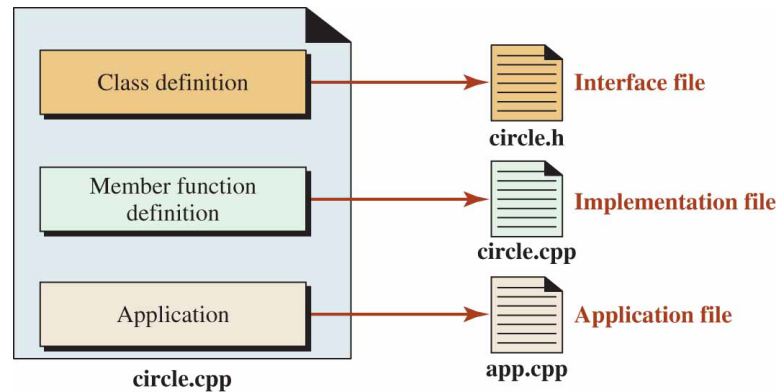 Class definition
Interface file
circle.h
Member function
definition
Implementation file
circle.cpp
Application
Application file
app.cpp
circle.cpp